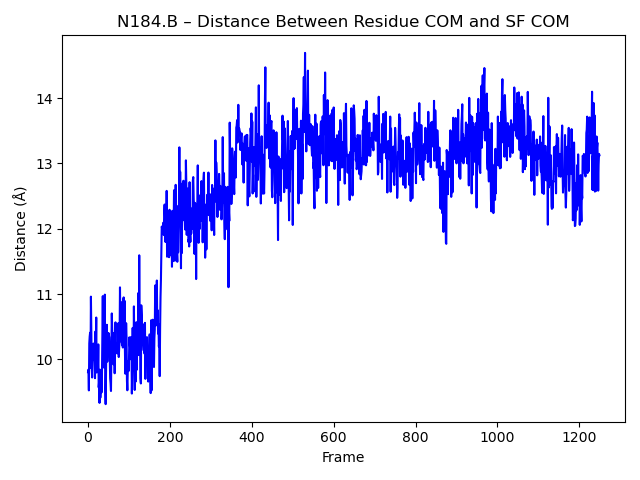 N184.B – Distance Between Residue COM and SF COM
Distance (Å)
14
13
12
11
10
0 200 400 600 800 1000 1200
Frame